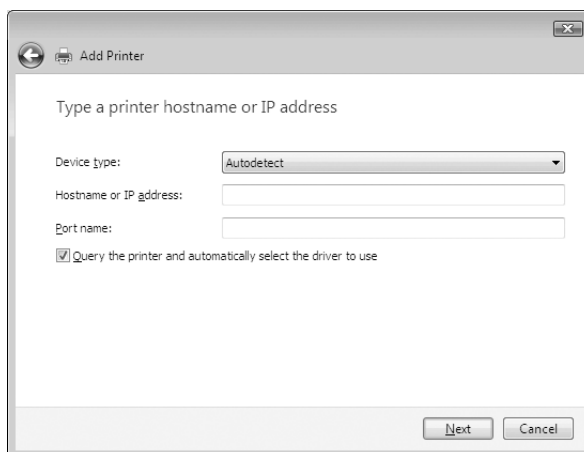 Add Printer
Type a printer hostname or IP address
Device type:
Autodetect
Hostname or IP address:
Port name:
Query the printer and automatically select the driver to use
Next
Cancel